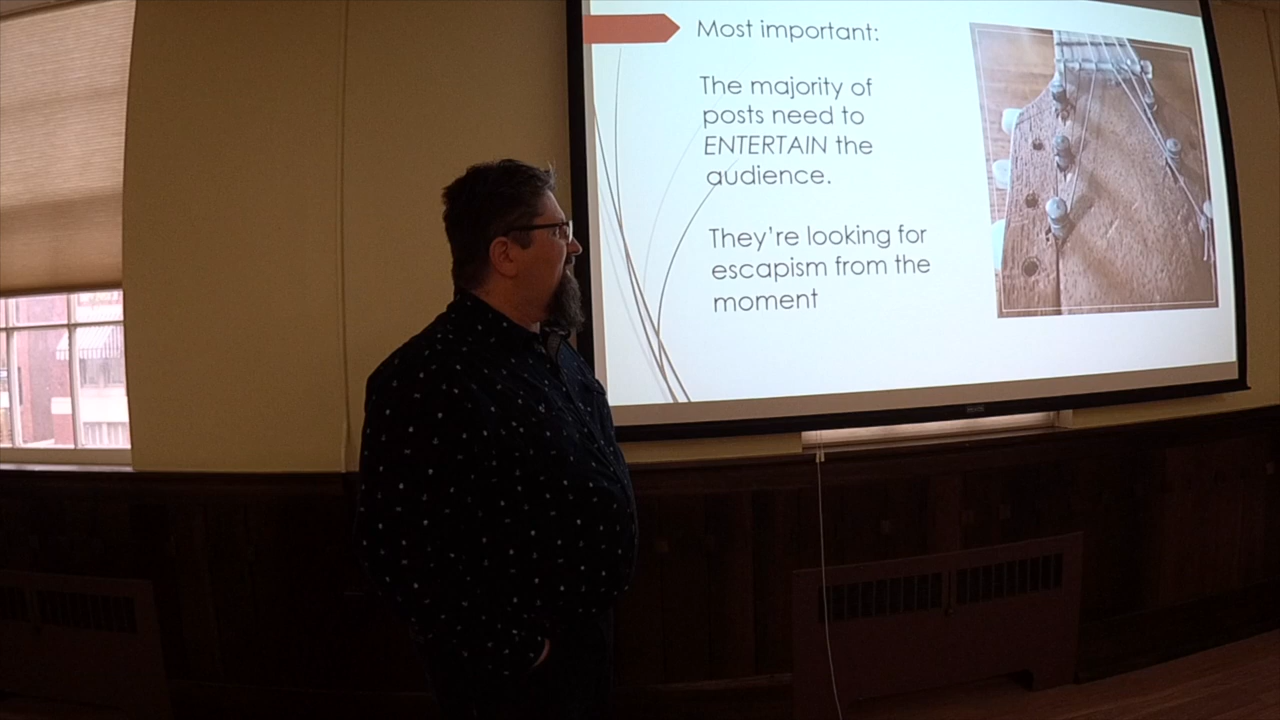 Most important:
The majority of
posts need to
ENTERTAIN the
audience.
They're looking for
escapism from the
moment